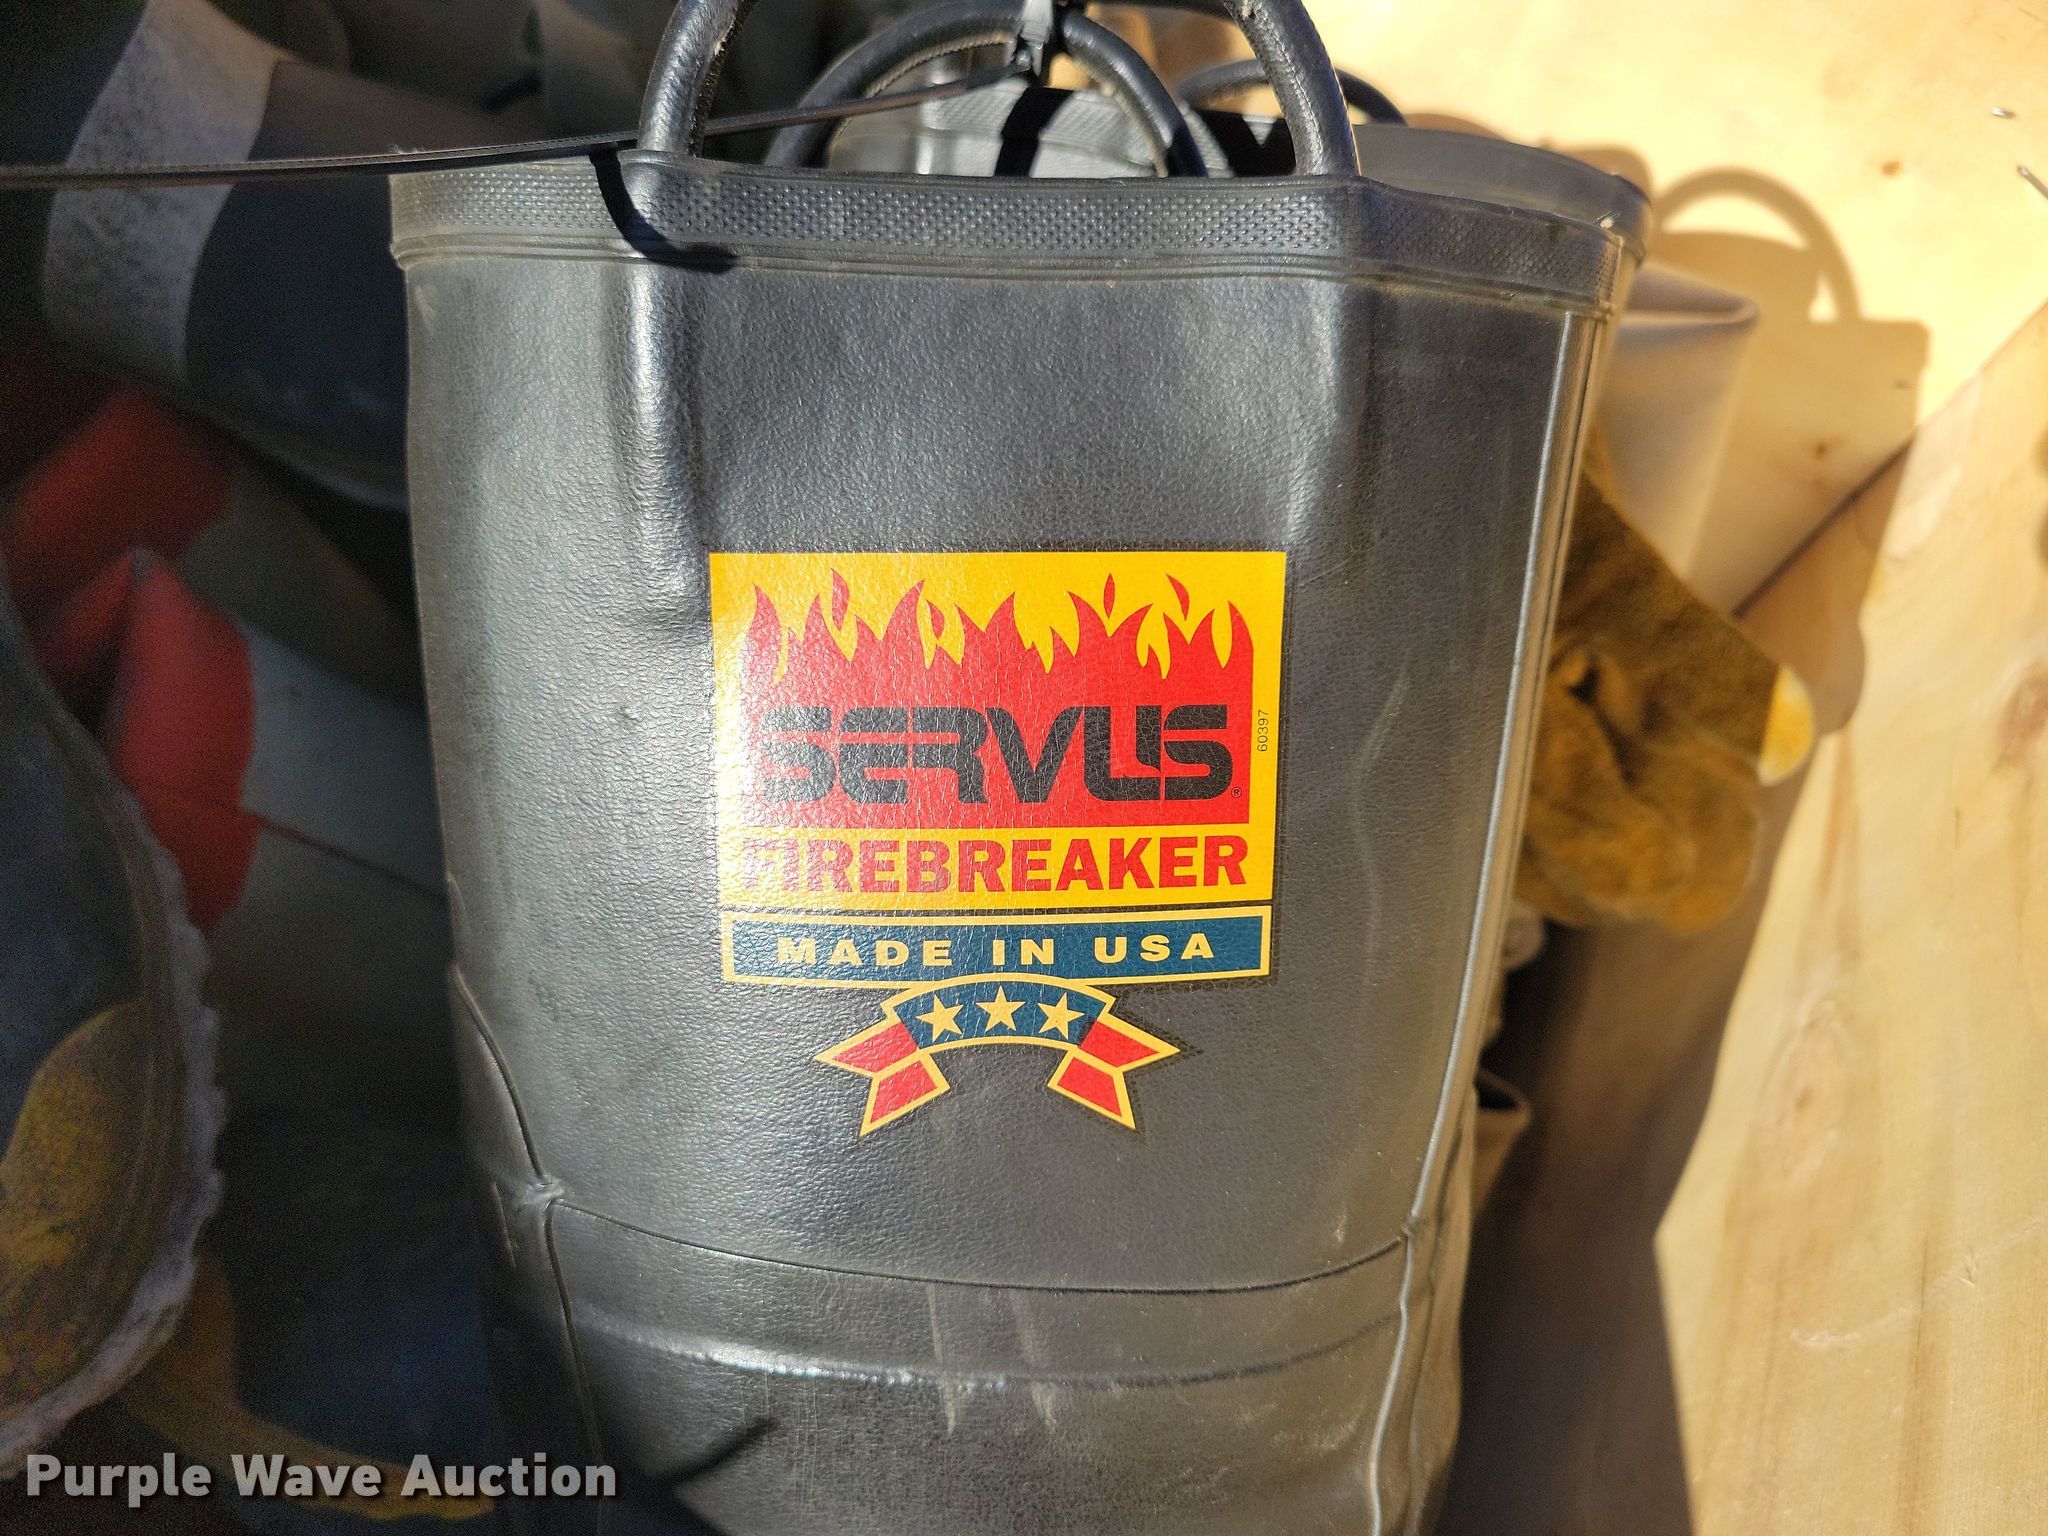 SERVUS®
60397
FIREBREAKER
MADE IN USA
Purple Wave Auction